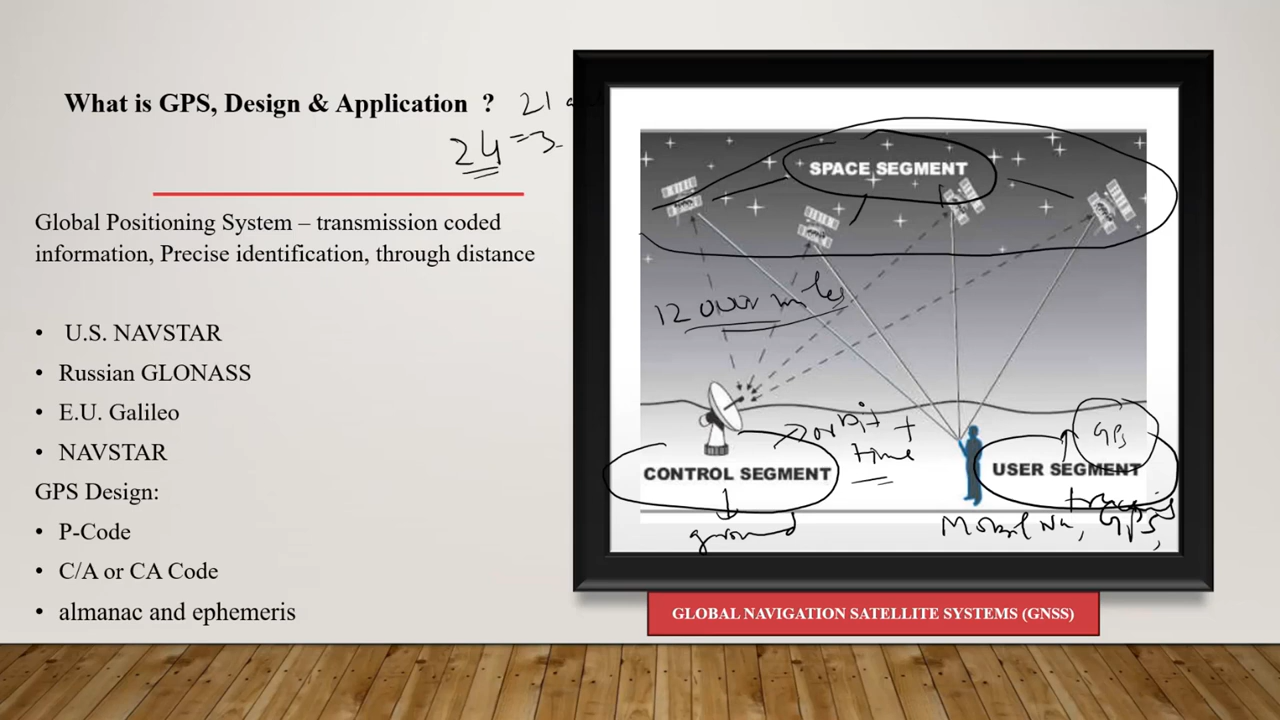 What is GPS, Design & Application ? 21
24 = 3
Global Positioning System – transmission coded
information, Precise identification, through distance
• U.S. NAVSTAR
• Russian GLONASS
• E.U. Galileo
• NAVSTAR
GPS Design:
• P-Code
• C/A or CA Code
• almanac and ephemeris
SPACE SEGMENT
12000 miles
orbit +
time
GPS
CONTROL SEGMENT
USER SEGMENT
ground
GPS,
GLOBAL NAVIGATION SATELLITE SYSTEMS (GNSS)